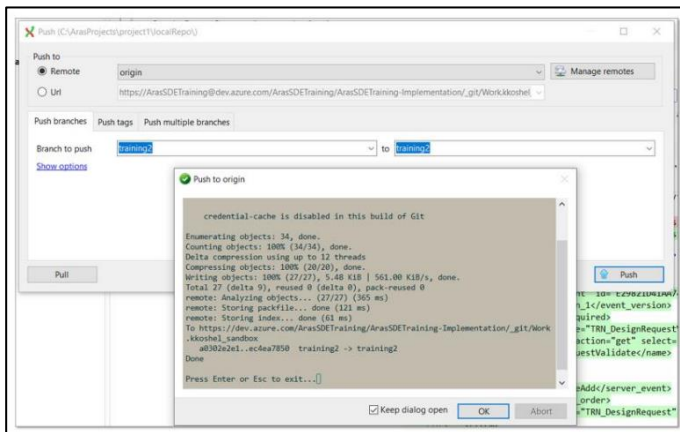 Push (C:\ArasProjects\project1\localRepo\)
Push to
Remote
origin
Manage remotes
Url
https://ArasSDETraining@dev.azure.com/ArasSDETraining/ArasSDETraining-Implementation/_git/Work.kkoshel_
Push branches Push tags Push multiple branches
Branch to push
training2
to
training2
Show options
Push to origin
credential-cache is disabled in this build of Git
Enumerating objects: 34, done.
Counting objects: 100% (34/34), done.
Delta compression using up to 12 threads
Compressing objects: 100% (20/20), done.
Writing objects: 100% (27/27), 5.48 KiB | 561.00 KiB/s, done.
Total 27 (delta 9), reused 0 (delta 0), pack-reused 0
remote: Analyzing objects... (27/27) (365 ms)
remote: Storing packfile... done (121 ms)
remote: Storing index... done (61 ms)
To https://dev.azure.com/ArasSDETraining/ArasSDETraining-Implementation/_git/Work
.kkoshel_sandbox
a0302e2e1..ec4ea7850 training2 -> training2
Done
Press Enter or Esc to exit...
Keep dialog open
OK
Abort
Pull
Push
_1</event_version>
quired>
="TRN_DesignRequest"
action="get" select=
uestValidate</name>
eAdd</server_event>
_order>
="TRN_DesignRequest"